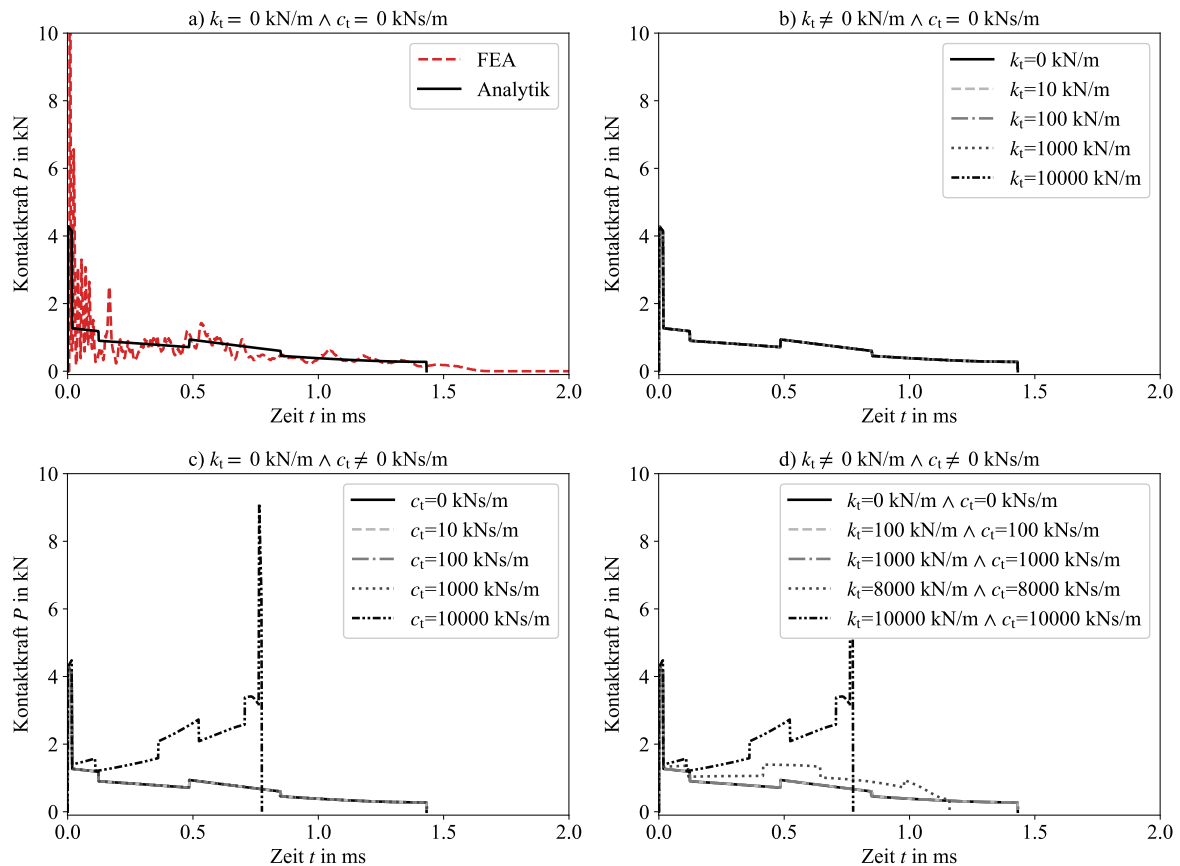 a) kt = 0 kN/m ∧ ct = 0 kNs/m
10
8
6
4
2
0
Kontaktkraft P in kN
FEA
Analytik
0.0 0.5 1.0 1.5 2.0
Zeit t in ms
b) kt ≠ 0 kN/m ∧ ct = 0 kNs/m
10
8
6
4
2
0
Kontaktkraft P in kN
kt=0 kN/m
kt=10 kN/m
kt=100 kN/m
kt=1000 kN/m
kt=10000 kN/m
0.0 0.5 1.0 1.5 2.0
Zeit t in ms
c) kt = 0 kN/m ∧ ct ≠ 0 kNs/m
10
8
6
4
2
0
Kontaktkraft P in kN
ct=0 kNs/m
ct=10 kNs/m
ct=100 kNs/m
ct=1000 kNs/m
ct=10000 kNs/m
0.0 0.5 1.0 1.5 2.0
Zeit t in ms
d) kt ≠ 0 kN/m ∧ ct ≠ 0 kNs/m
10
8
6
4
2
0
Kontaktkraft P in kN
kt=0 kN/m ∧ ct=0 kNs/m
kt=100 kN/m ∧ ct=100 kNs/m
kt=1000 kN/m ∧ ct=1000 kNs/m
kt=8000 kN/m ∧ ct=8000 kNs/m
kt=10000 kN/m ∧ ct=10000 kNs/m
0.0 0.5 1.0 1.5 2.0
Zeit t in ms